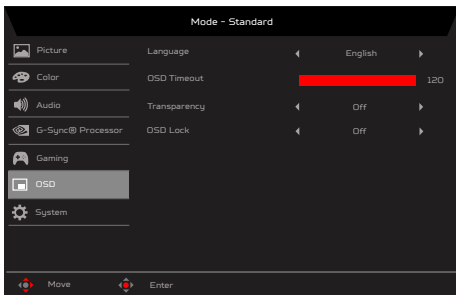 Mode - Standard
Picture
Language English
Color
OSD Timeout 120
Audio
Transparency Off
G-Sync® Processor
OSD Lock Off
Gaming
OSD
System
Move Enter